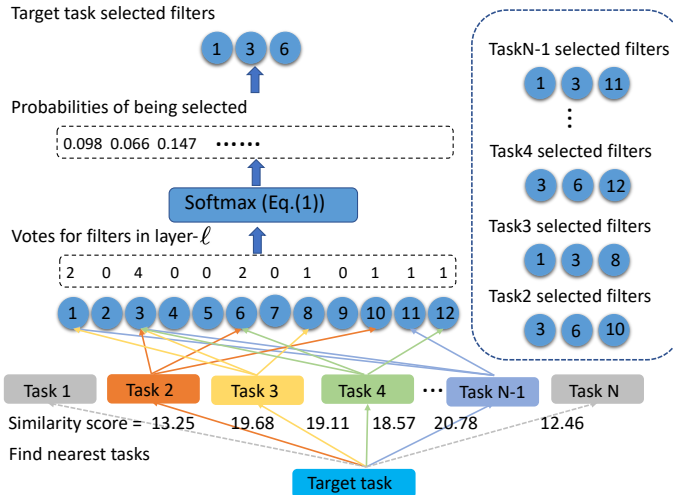 Target task selected filters
1 3 6
Probabilities of being selected
0.098 0.066 0.147 ······
Softmax (Eq.(1))
Votes for filters in layer-ℓ
2 0 4 0 0 2 0 1 0 1 1 1
1 2 3 4 5 6 7 8 9 10 11 12
Task 1 Task 2 Task 3 Task 4 ··· Task N-1 Task N
Similarity score = 13.25 19.68 19.11 18.57 20.78 12.46
Find nearest tasks
Target task
TaskN-1 selected filters
1 3 11
⋮
Task4 selected filters
3 6 12
Task3 selected filters
1 3 8
Task2 selected filters
3 6 10